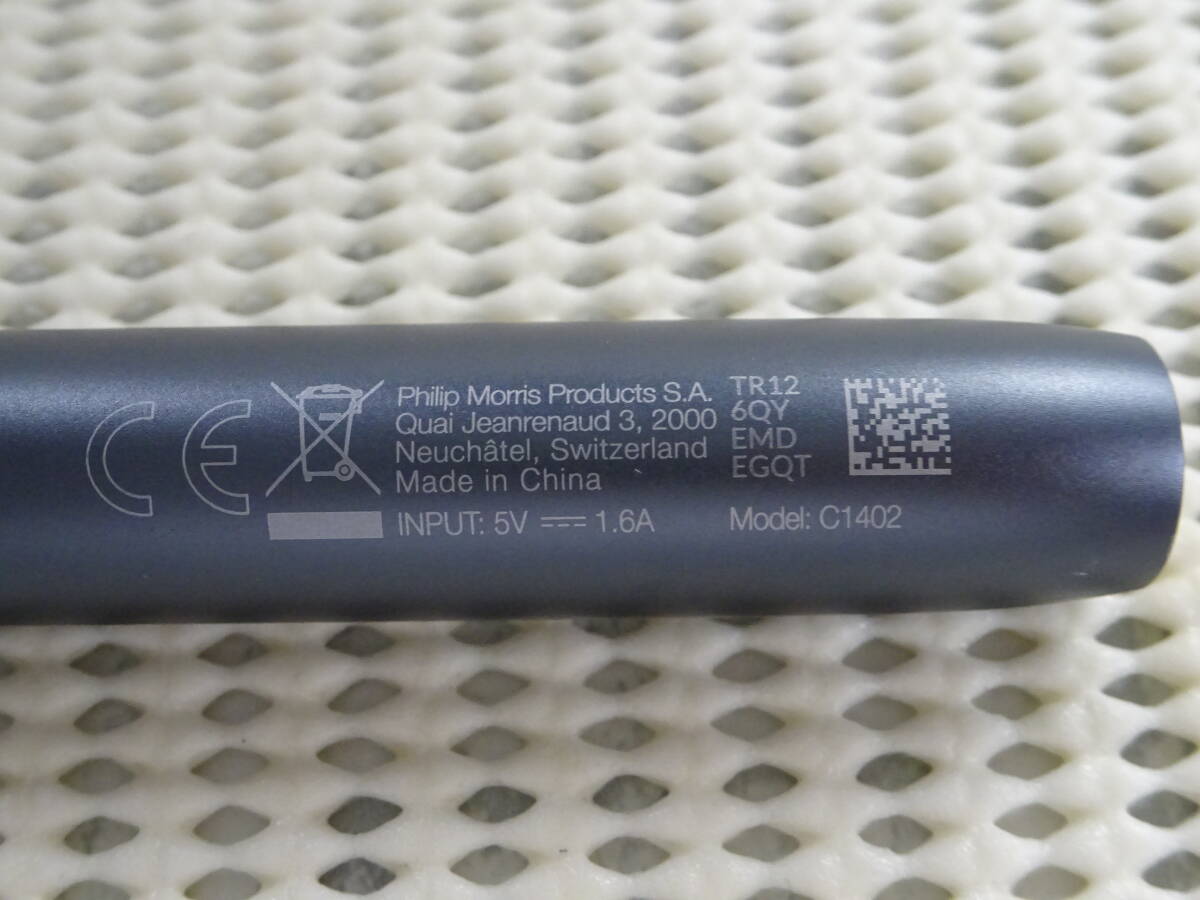 CE
Philip Morris Products S.A.
Quai Jeanrenaud 3, 2000
Neuchâtel, Switzerland
Made in China
INPUT: 5V ⎓ 1.6A
TR12
6QY
EMD
EGQT
Model: C1402